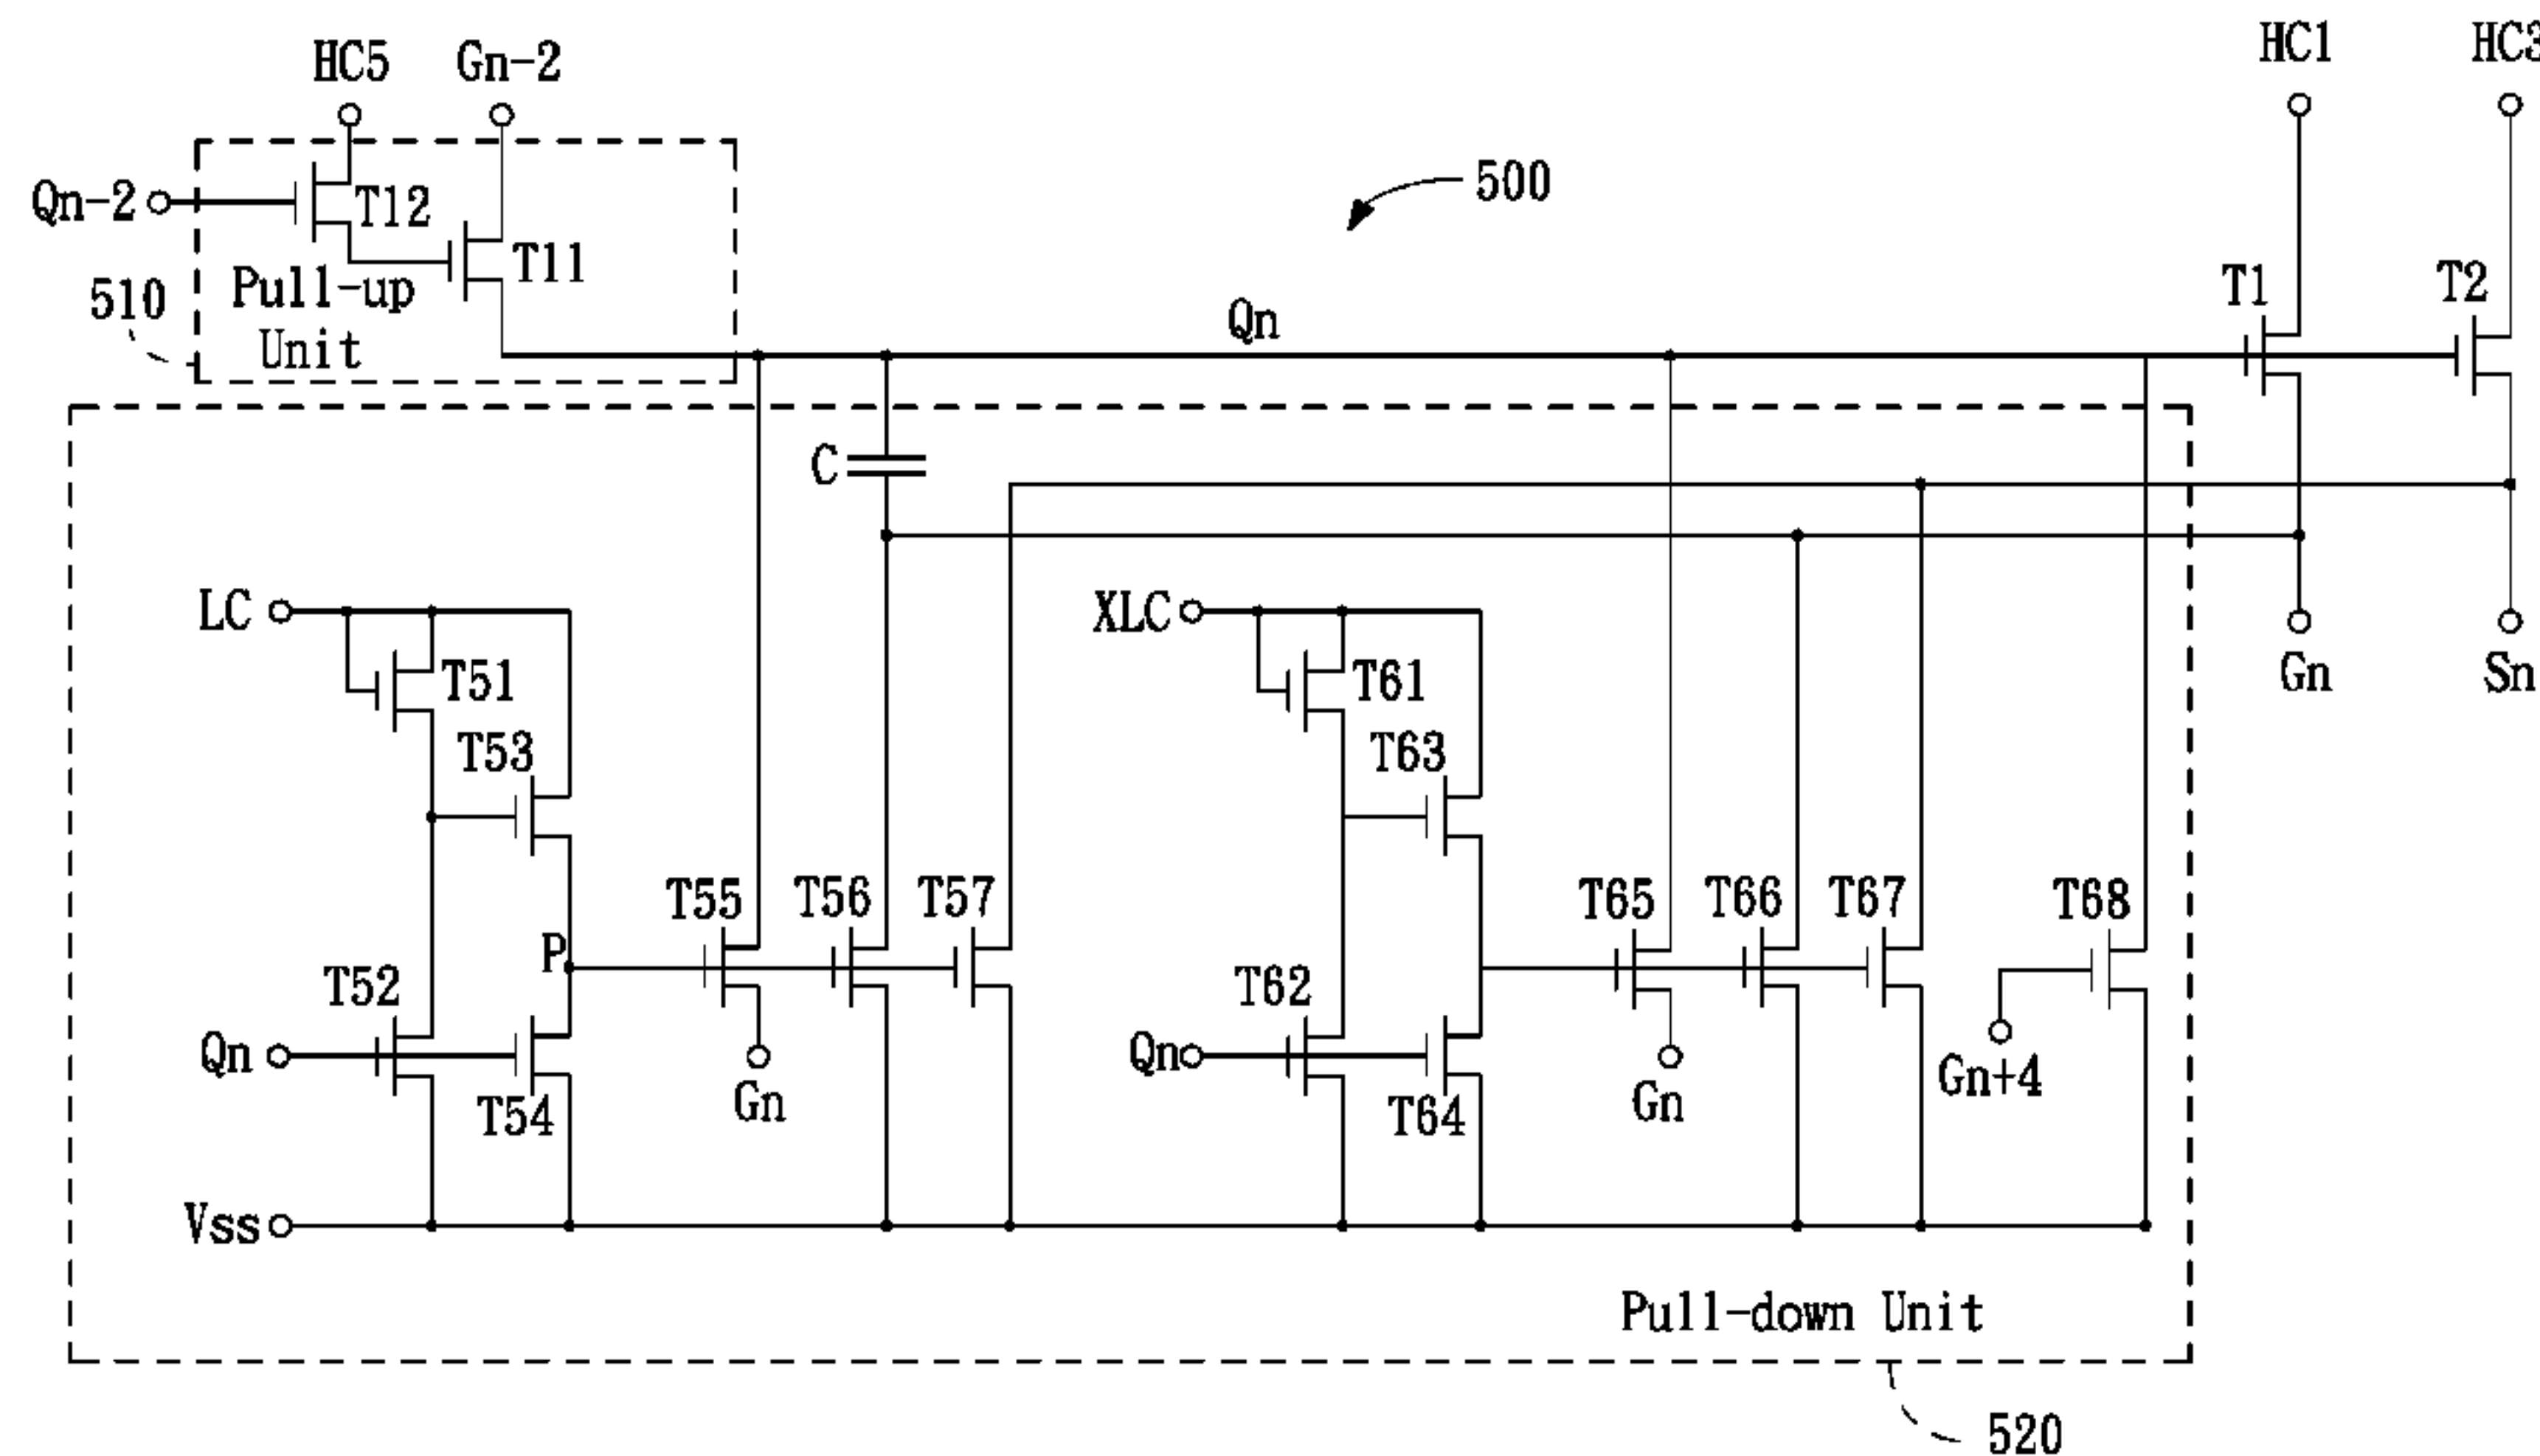 HC5
Gn-2
HC1
HC3
Qn-2
T12
500
T11
510
Pull-up
Unit
Qn
T1
T2
C
LC
XLC
T51
T61
Gn
Sn
T53
T63
T55
T56
T57
T65
T66
T67
T68
P
T52
T62
Qn
Gn
T54
Qn
Gn
T64
Gn+4
Vss
Pull-down Unit
520